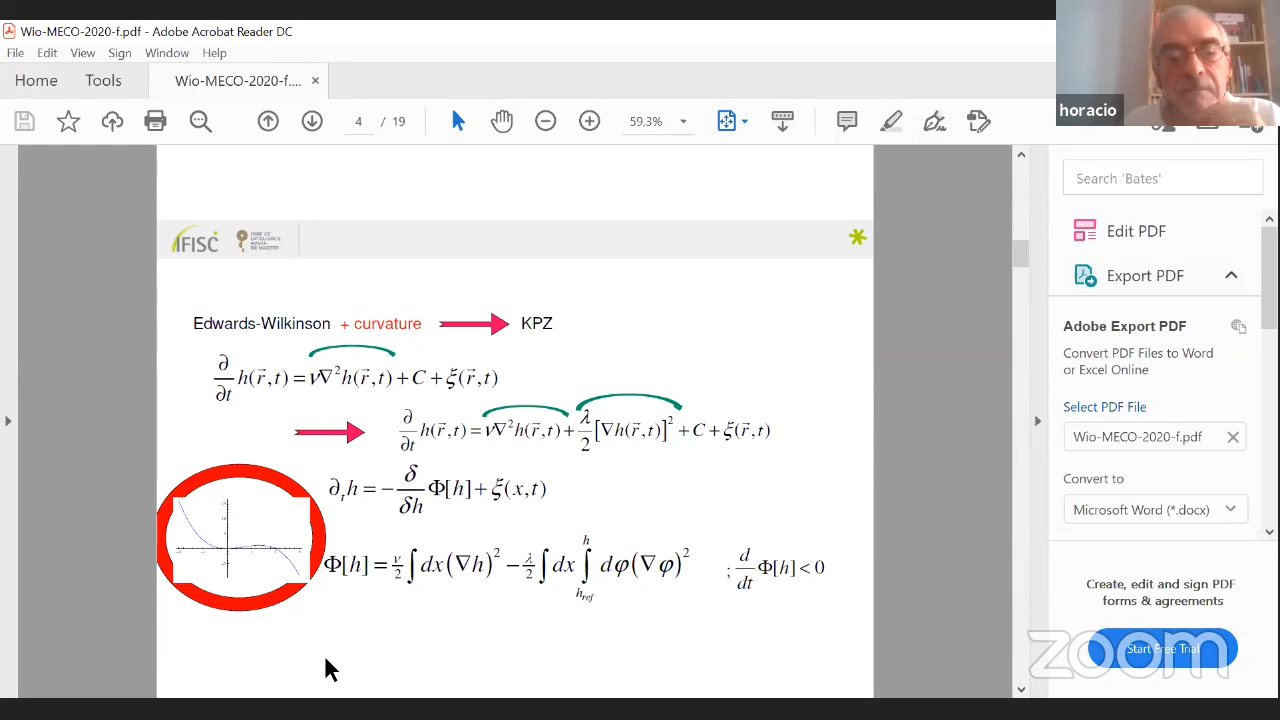 Wio-MECO-2020-f.pdf - Adobe Acrobat Reader DC
File Edit View Sign Window Help
Home Tools Wio-MECO-2020-f.... ×
4 / 19 59,3%
horacio
Search 'Bates'
Edit PDF
Export PDF
Adobe Export PDF
Convert PDF Files to Word
or Excel Online
Select PDF File
Wio-MECO-2020-f.pdf
Convert to
Microsoft Word (*.docx)
Create, edit and sign PDF
forms & agreements
Start Free Trial
zoom
IFISC
Edwards-Wilkinson + curvature KPZ
∂/∂t h(r⃗,t) = ν∇²h(r⃗,t) + C + ξ(r⃗,t)
∂/∂t h(r⃗,t) = ν∇²h(r⃗,t) + λ/2 [∇h(r⃗,t)]² + C + ξ(r⃗,t)
∂ₜh = − δ/δh Φ[h] + ξ(x,t)
Φ[h] = ν/2 ∫dx(∇h)² − λ/2 ∫dx ∫_{h_ref}^{h} dφ(∇φ)² ; d/dt Φ[h] < 0